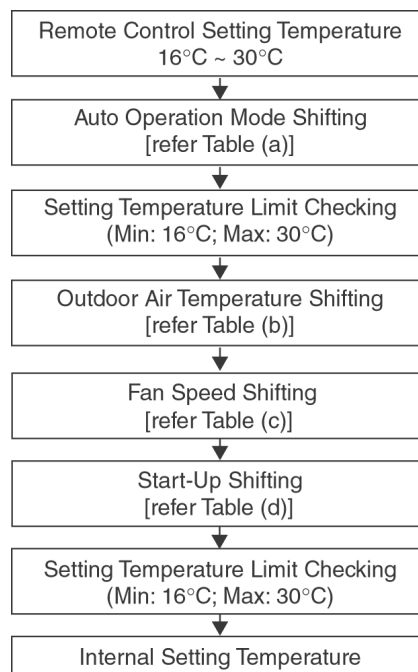 Remote Control Setting Temperature
16°C ~ 30°C
Auto Operation Mode Shifting
[refer Table (a)]
Setting Temperature Limit Checking
(Min: 16°C; Max: 30°C)
Outdoor Air Temperature Shifting
[refer Table (b)]
Fan Speed Shifting
[refer Table (c)]
Start-Up Shifting
[refer Table (d)]
Setting Temperature Limit Checking
(Min: 16°C; Max: 30°C)
Internal Setting Temperature